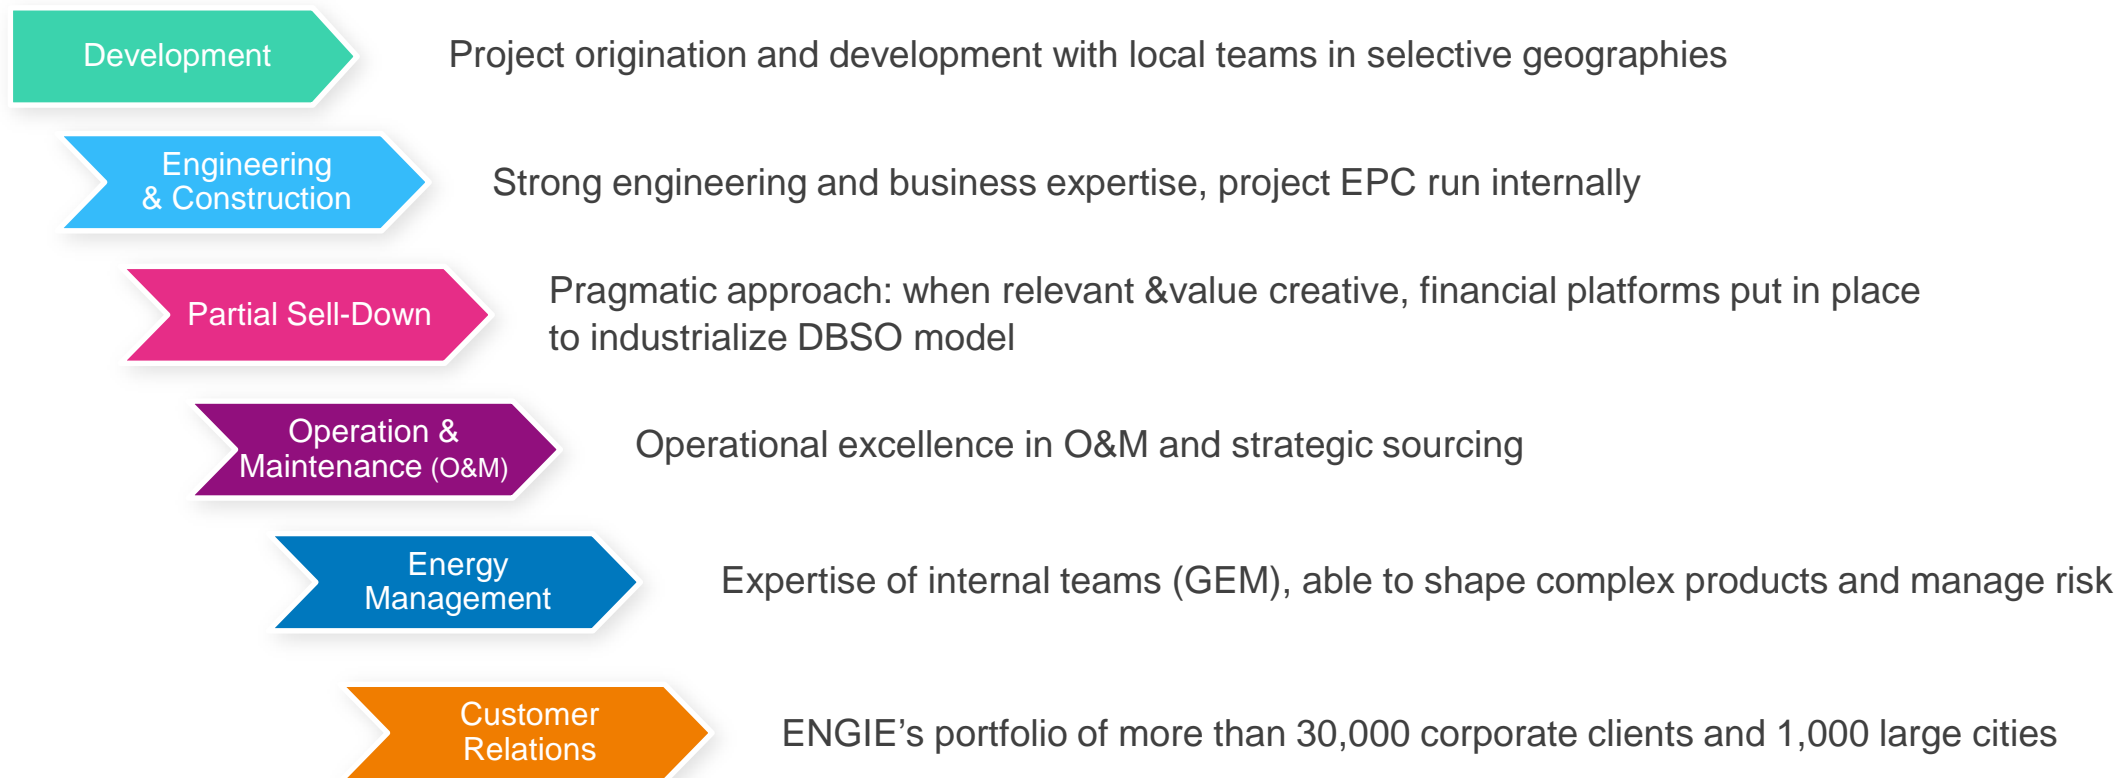 Development
Project origination and development with local teams in selective geographies
Engineering
& Construction
Strong engineering and business expertise, project EPC run internally
Partial Sell-Down
Pragmatic approach: when relevant &value creative, financial platforms put in place
to industrialize DBSO model
Operation &
Maintenance (O&M)
Operational excellence in O&M and strategic sourcing
Energy
Management
Expertise of internal teams (GEM), able to shape complex products and manage risk
Customer
Relations
ENGIE’s portfolio of more than 30,000 corporate clients and 1,000 large cities